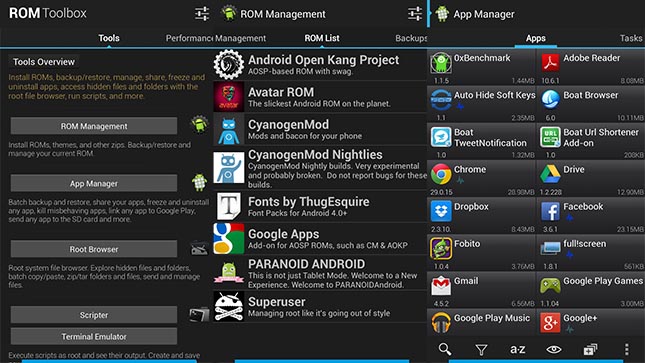 ROM Toolbox
Tools
Performance
Tools Overview
Install ROMs, backup/restore, manage, share, freeze and
uninstall apps, access hidden files and folders with the
root file browser, run scripts, and more.
ROM Management
Install ROMs, themes, and other zips. Backup/restore and
manage your current ROM.
App Manager
Batch backup and restore, share your apps, freeze and uninstall
any app, kill misbehaving apps, link any app to Google Play,
send any app to the SD card and more.
Root Browser
Root system file browser. Explore hidden files and folders,
batch copy/paste, zip/tar folders and files, send and manage
files.
Scripter
Terminal Emulator
Execute scripts as root and see their output. Create and save
ROM Management
Management
ROM List
Backups
Android Open Kang Project
AOSP-based ROM with swag.
Avatar ROM
The slickest Android ROM on the planet.
CyanogenMod
Mods and bacon for your phone
CyanogenMod Nightlies
CyanogenMod Nightly builds. Very experimental
and probably broken. Do not report bugs for these
builds.
Fonts by ThugEsquire
Font Packs for Android 4.0+
Google Apps
Add-on for AOSP ROMs, such as CM & AOKP
PARANOID ANDROID
This is not just Tablet Mode. Welcome to a New
Experience. Welcome to PARANOIDAndroid.
Superuser
Managing root like it's going out of style
App Manager
Apps
Tasks
0xBenchmark
1.1.5 1.44MB
Adobe Reader
10.6.1 8.08MB
Auto Hide Soft Keys
1.1 2.35MB
Boat Browser
6.0 10.11MB
Boat
TweetNotification
1.0 1.32MB
Boat Url Shortener
Add-on
1.0 208KB
Chrome
29.0.15 28.98MB
Drive
1.2.228 12.90MB
Dropbox
2.3.10. 8.43MB
Facebook
3.6.1 23.15MB
Fobito
1.0.4 3.75MB
full!screen
1.8.1 561KB
Gmail
4.5.2 6.56MB
Google Play Games
1.1.04 3.00MB
Google Play Music
Google+
a-z